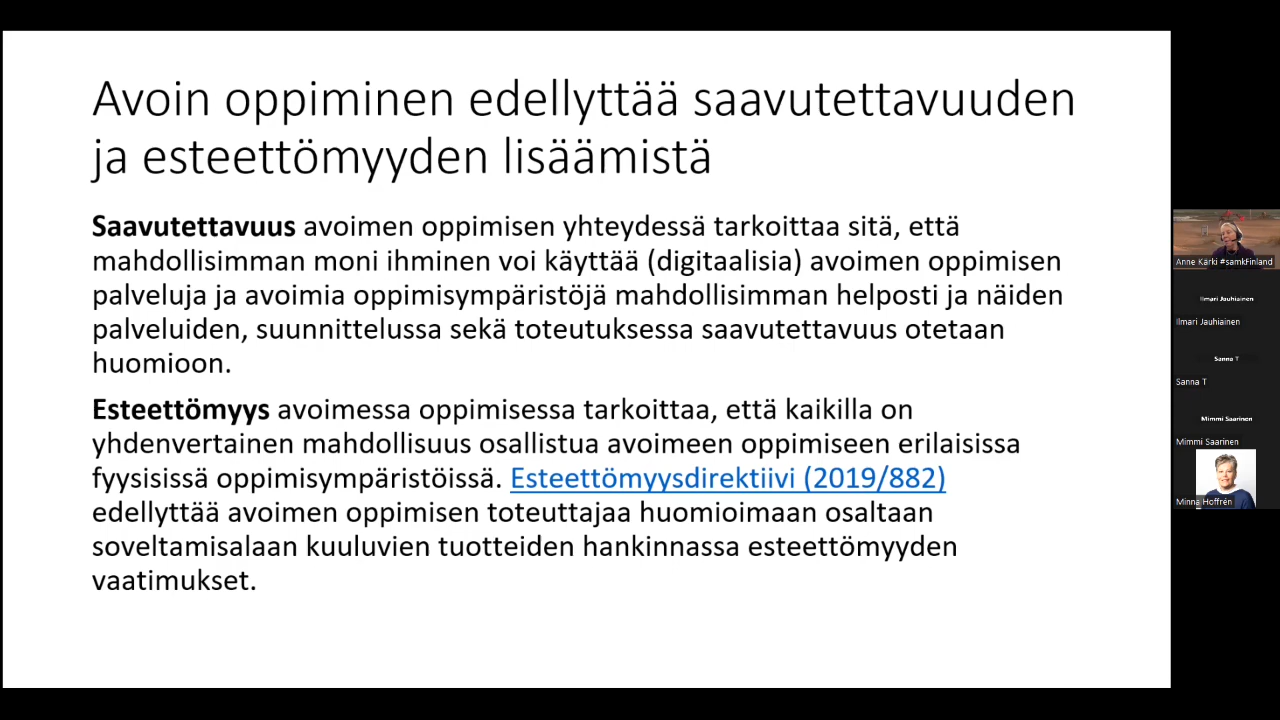 Avoin oppiminen edellyttää saavutettavuuden
ja esteettömyyden lisäämistä
Saavutettavuus avoimen oppimisen yhteydessä tarkoittaa sitä, että
mahdollisimman moni ihminen voi käyttää (digitaalisia) avoimen oppimisen
palveluja ja avoimia oppimisympäristöjä mahdollisimman helposti ja näiden
palveluiden, suunnittelussa sekä toteutuksessa saavutettavuus otetaan
huomioon.
Esteettömyys avoimessa oppimisessa tarkoittaa, että kaikilla on
yhdenvertainen mahdollisuus osallistua avoimeen oppimiseen erilaisissa
fyysisissä oppimisympäristöissä. Esteettömyysdirektiivi (2019/882)
edellyttää avoimen oppimisen toteuttajaa huomioimaan osaltaan
soveltamisalaan kuuluvien tuotteiden hankinnassa esteettömyyden
vaatimukset.
Anne Kärki #samkFinland
Ilmari Jauhiainen
Ilmari Jauhiainen
Sanna T
Sanna T
Mimmi Saarinen
Mimmi Saarinen
Minna Hoffrén